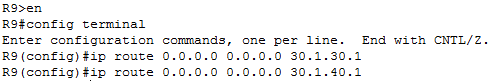 R9>en
R9#config terminal
Enter configuration commands, one per line.  End with CNTL/Z.
R9(config)#ip route 0.0.0.0 0.0.0.0 30.1.30.1
R9(config)#ip route 0.0.0.0 0.0.0.0 30.1.40.1